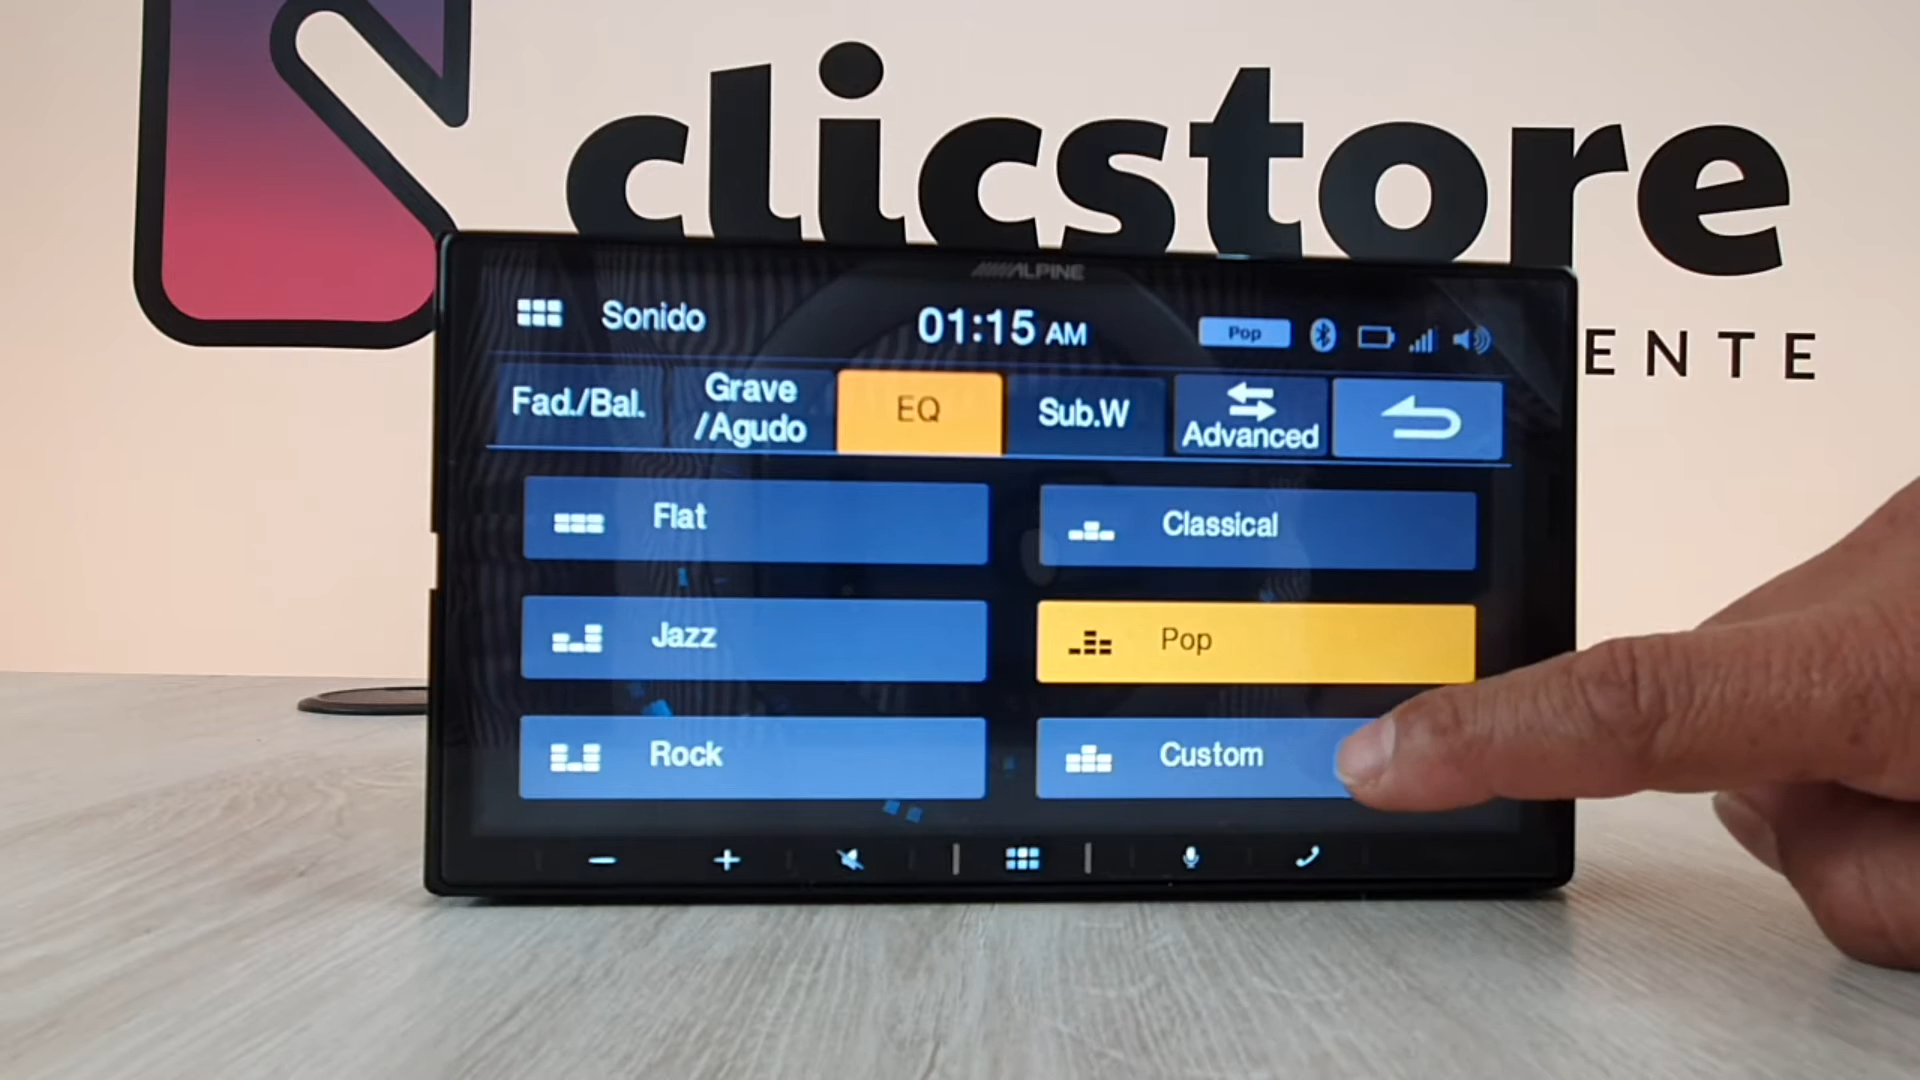 clicstore
ENTE
ALPINE
Sonido
01:15 AM
Pop
Fad./Bal.
Grave
/Agudo
EQ
Sub.W
Advanced
Flat
Classical
Jazz
Pop
Rock
Custom